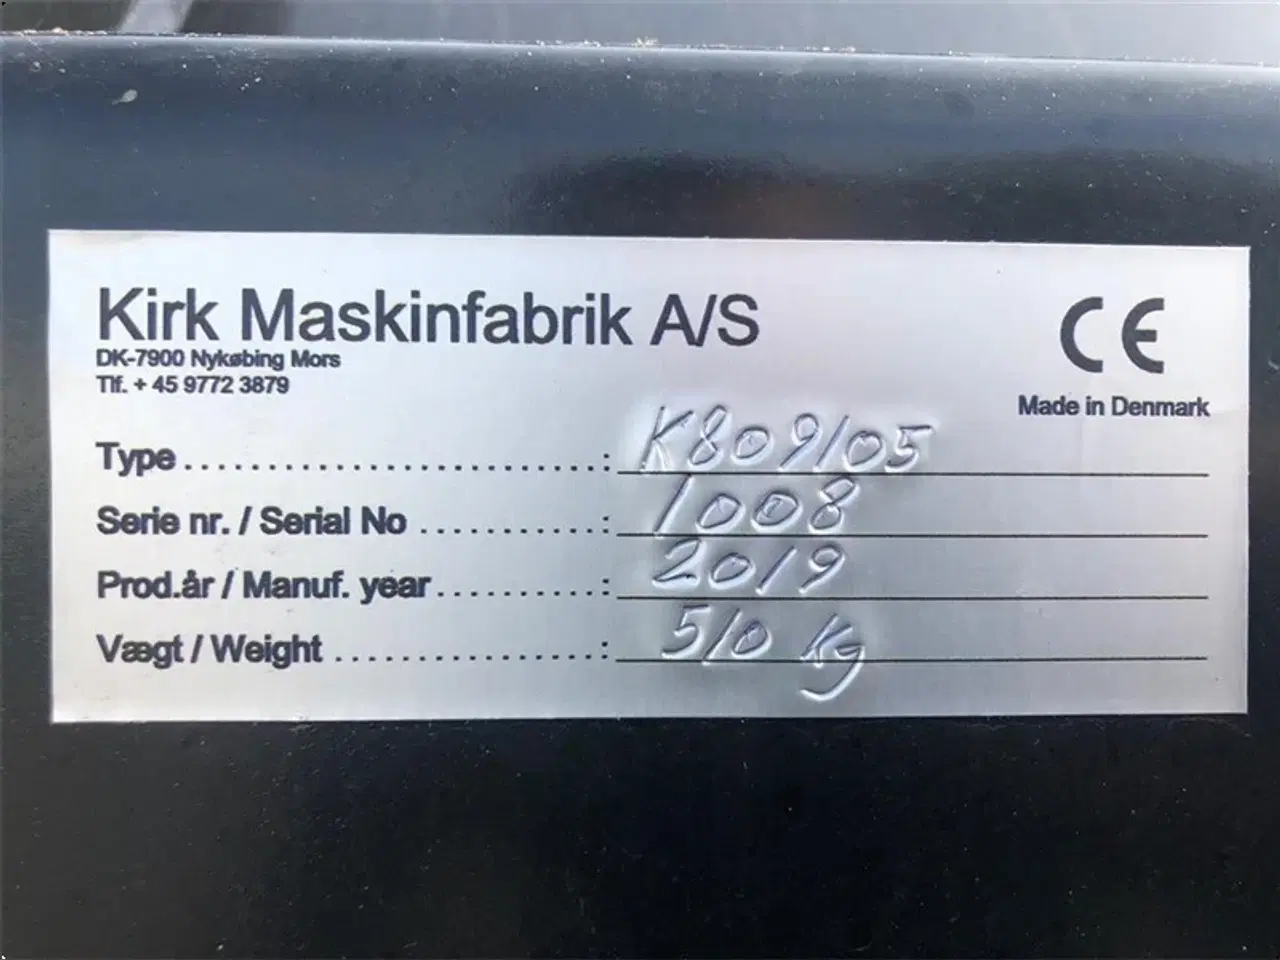 Kirk Maskinfabrik A/S
DK-7900 Nykøbing Mors
Tlf. + 45 9772 3879
CE
Made in Denmark
Type ............................ : K809/05
Serie nr. / Serial No ............ : 1008
Prod.år / Manuf. year ........... : 2019
Vægt / Weight .................. : 510 Kg